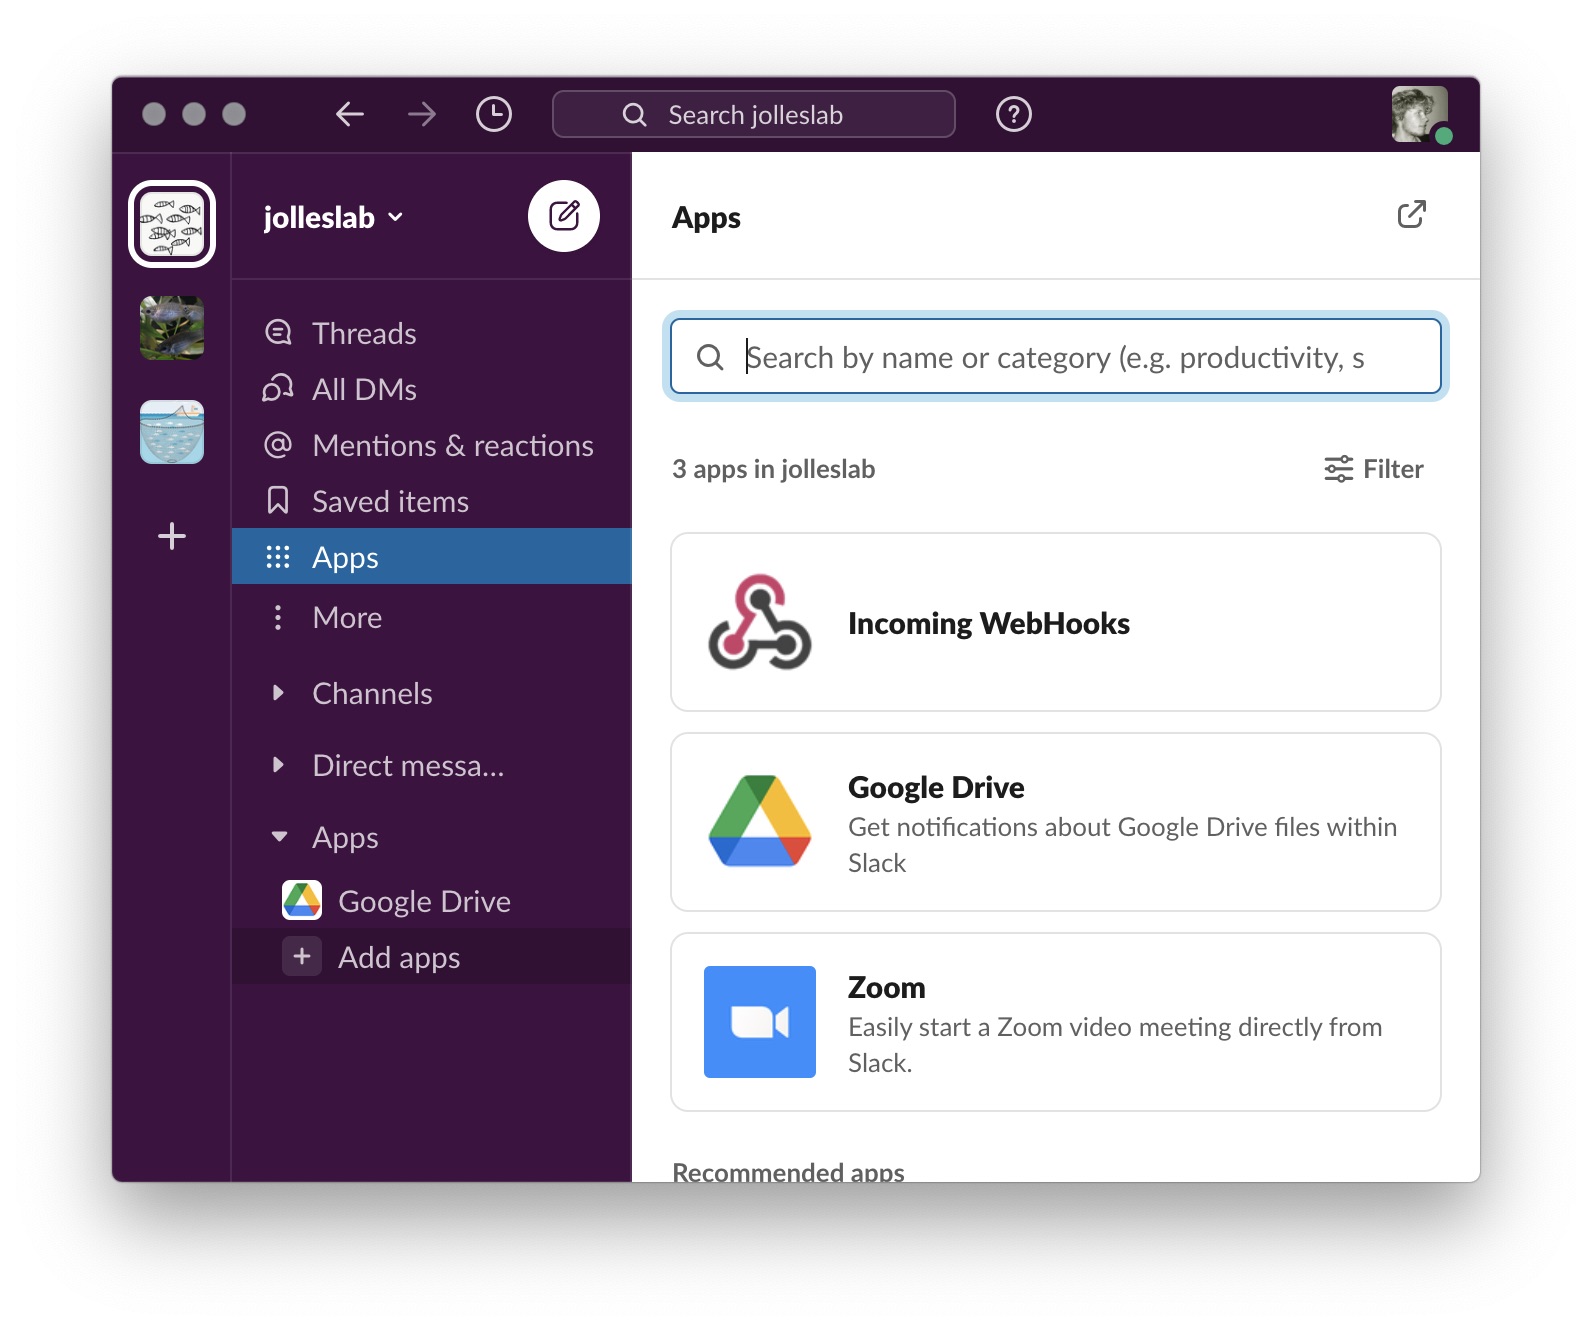 Search jolleslab
jolleslab
Threads
All DMs
Mentions & reactions
Saved items
Apps
More
Channels
Direct messa...
Apps
Google Drive
Add apps
Apps
Search by name or category (e.g. productivity, s
3 apps in jolleslab
Filter
Incoming WebHooks
Google Drive
Get notifications about Google Drive files within
Slack
Zoom
Easily start a Zoom video meeting directly from
Slack.
Recommended apps